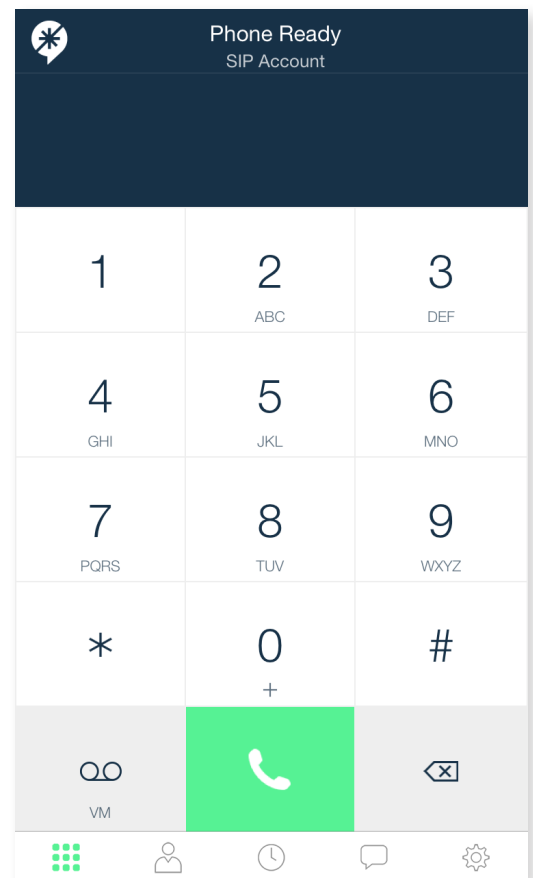 Phone Ready
SIP Account
1 2 3
ABC DEF
4 5 6
GHI JKL MNO
7 8 9
PQRS TUV WXYZ
* 0 #
+
VM